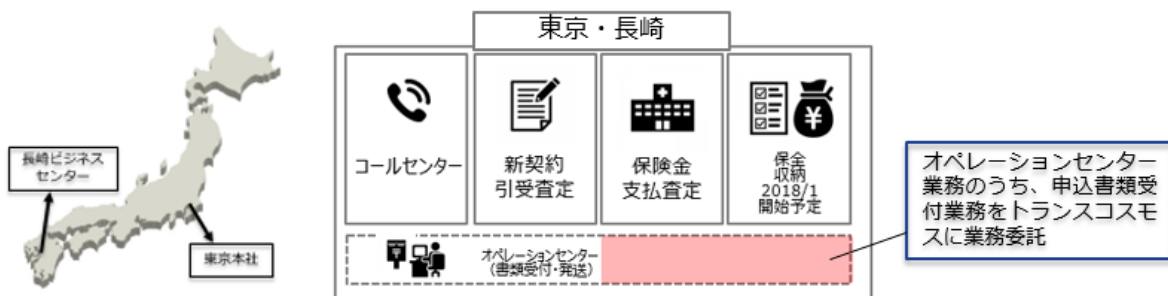 東京・長崎
長崎ビジネス
センター
東京本社
コールセンター
新契約
引受査定
保険金
支払査定
保全
収納
2018/1
開始予定
オペレーションセンター
(書類受付・発送)
オペレーションセンター
業務のうち、申込書類受
付業務をトランスコスモ
スに業務委託